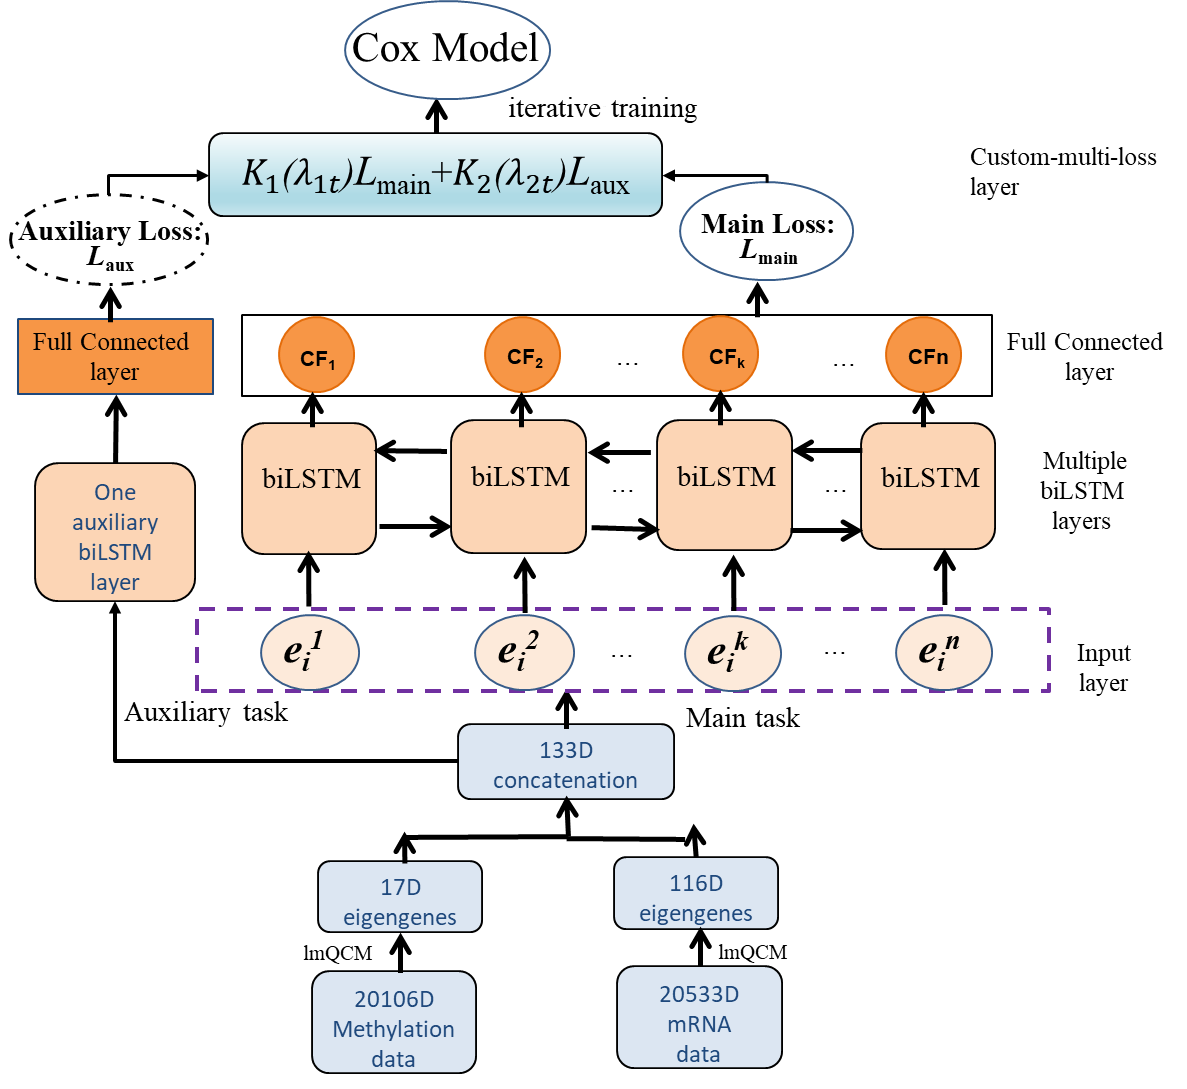 Cox Model
iterative training
K₁(λ₁ₜ)Lmain+K₂(λ₂ₜ)Laux
Custom-multi-loss
layer
Auxiliary Loss:
Laux
Main Loss:
Lmain
Full Connected
layer
CF₁
CF₂
...
CFₖ
...
CFn
Full Connected
layer
One
auxiliary
biLSTM
layer
biLSTM
biLSTM
...
biLSTM
...
biLSTM
Multiple
biLSTM
layers
eᵢ¹
eᵢ²
...
eᵢᵏ
...
eᵢⁿ
Input
layer
Auxiliary task
Main task
133D
concatenation
17D
eigengenes
116D
eigengenes
lmQCM
lmQCM
20106D
Methylation
data
20533D
mRNA
data